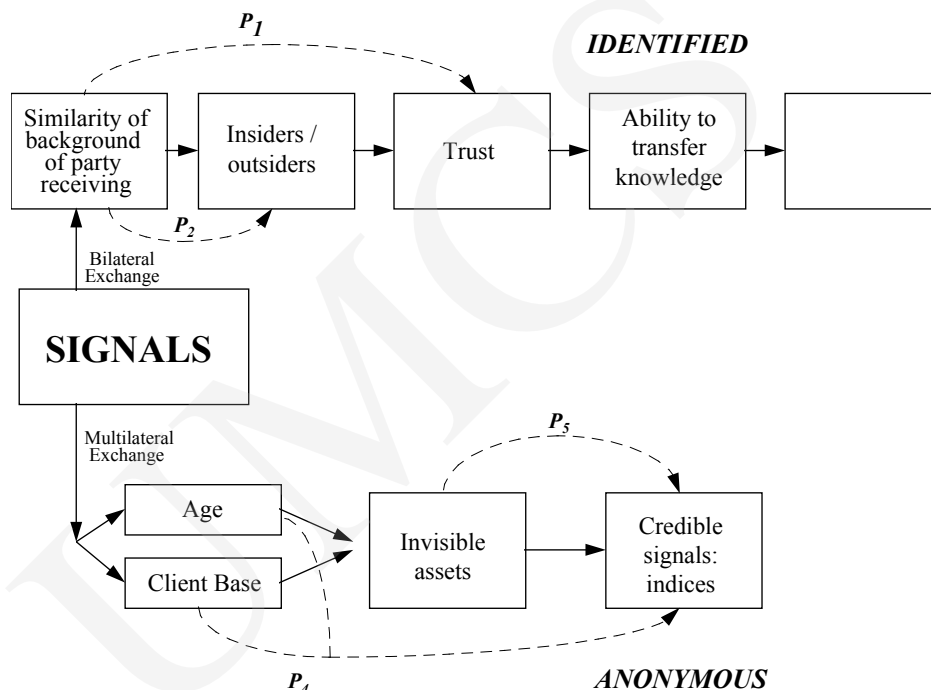 P1
IDENTIFIED
Similarity of
background
of party
receiving
Insiders /
outsiders
Trust
Ability to
transfer
knowledge
P2
Bilateral
Exchange
SIGNALS
Multilateral
Exchange
P5
Age
Client Base
Invisible
assets
Credible
signals:
indices
P4
ANONYMOUS
UMCS